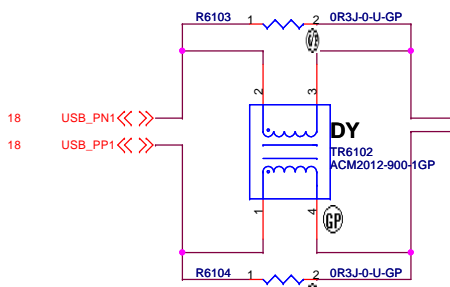 R6103 1 2 0R3J-0-U-GP
2 3
18 USB_PN1
DY
18 USB_PP1
TR6102
ACM2012-900-1GP
1 4
GP
R6104 1 2 0R3J-0-U-GP